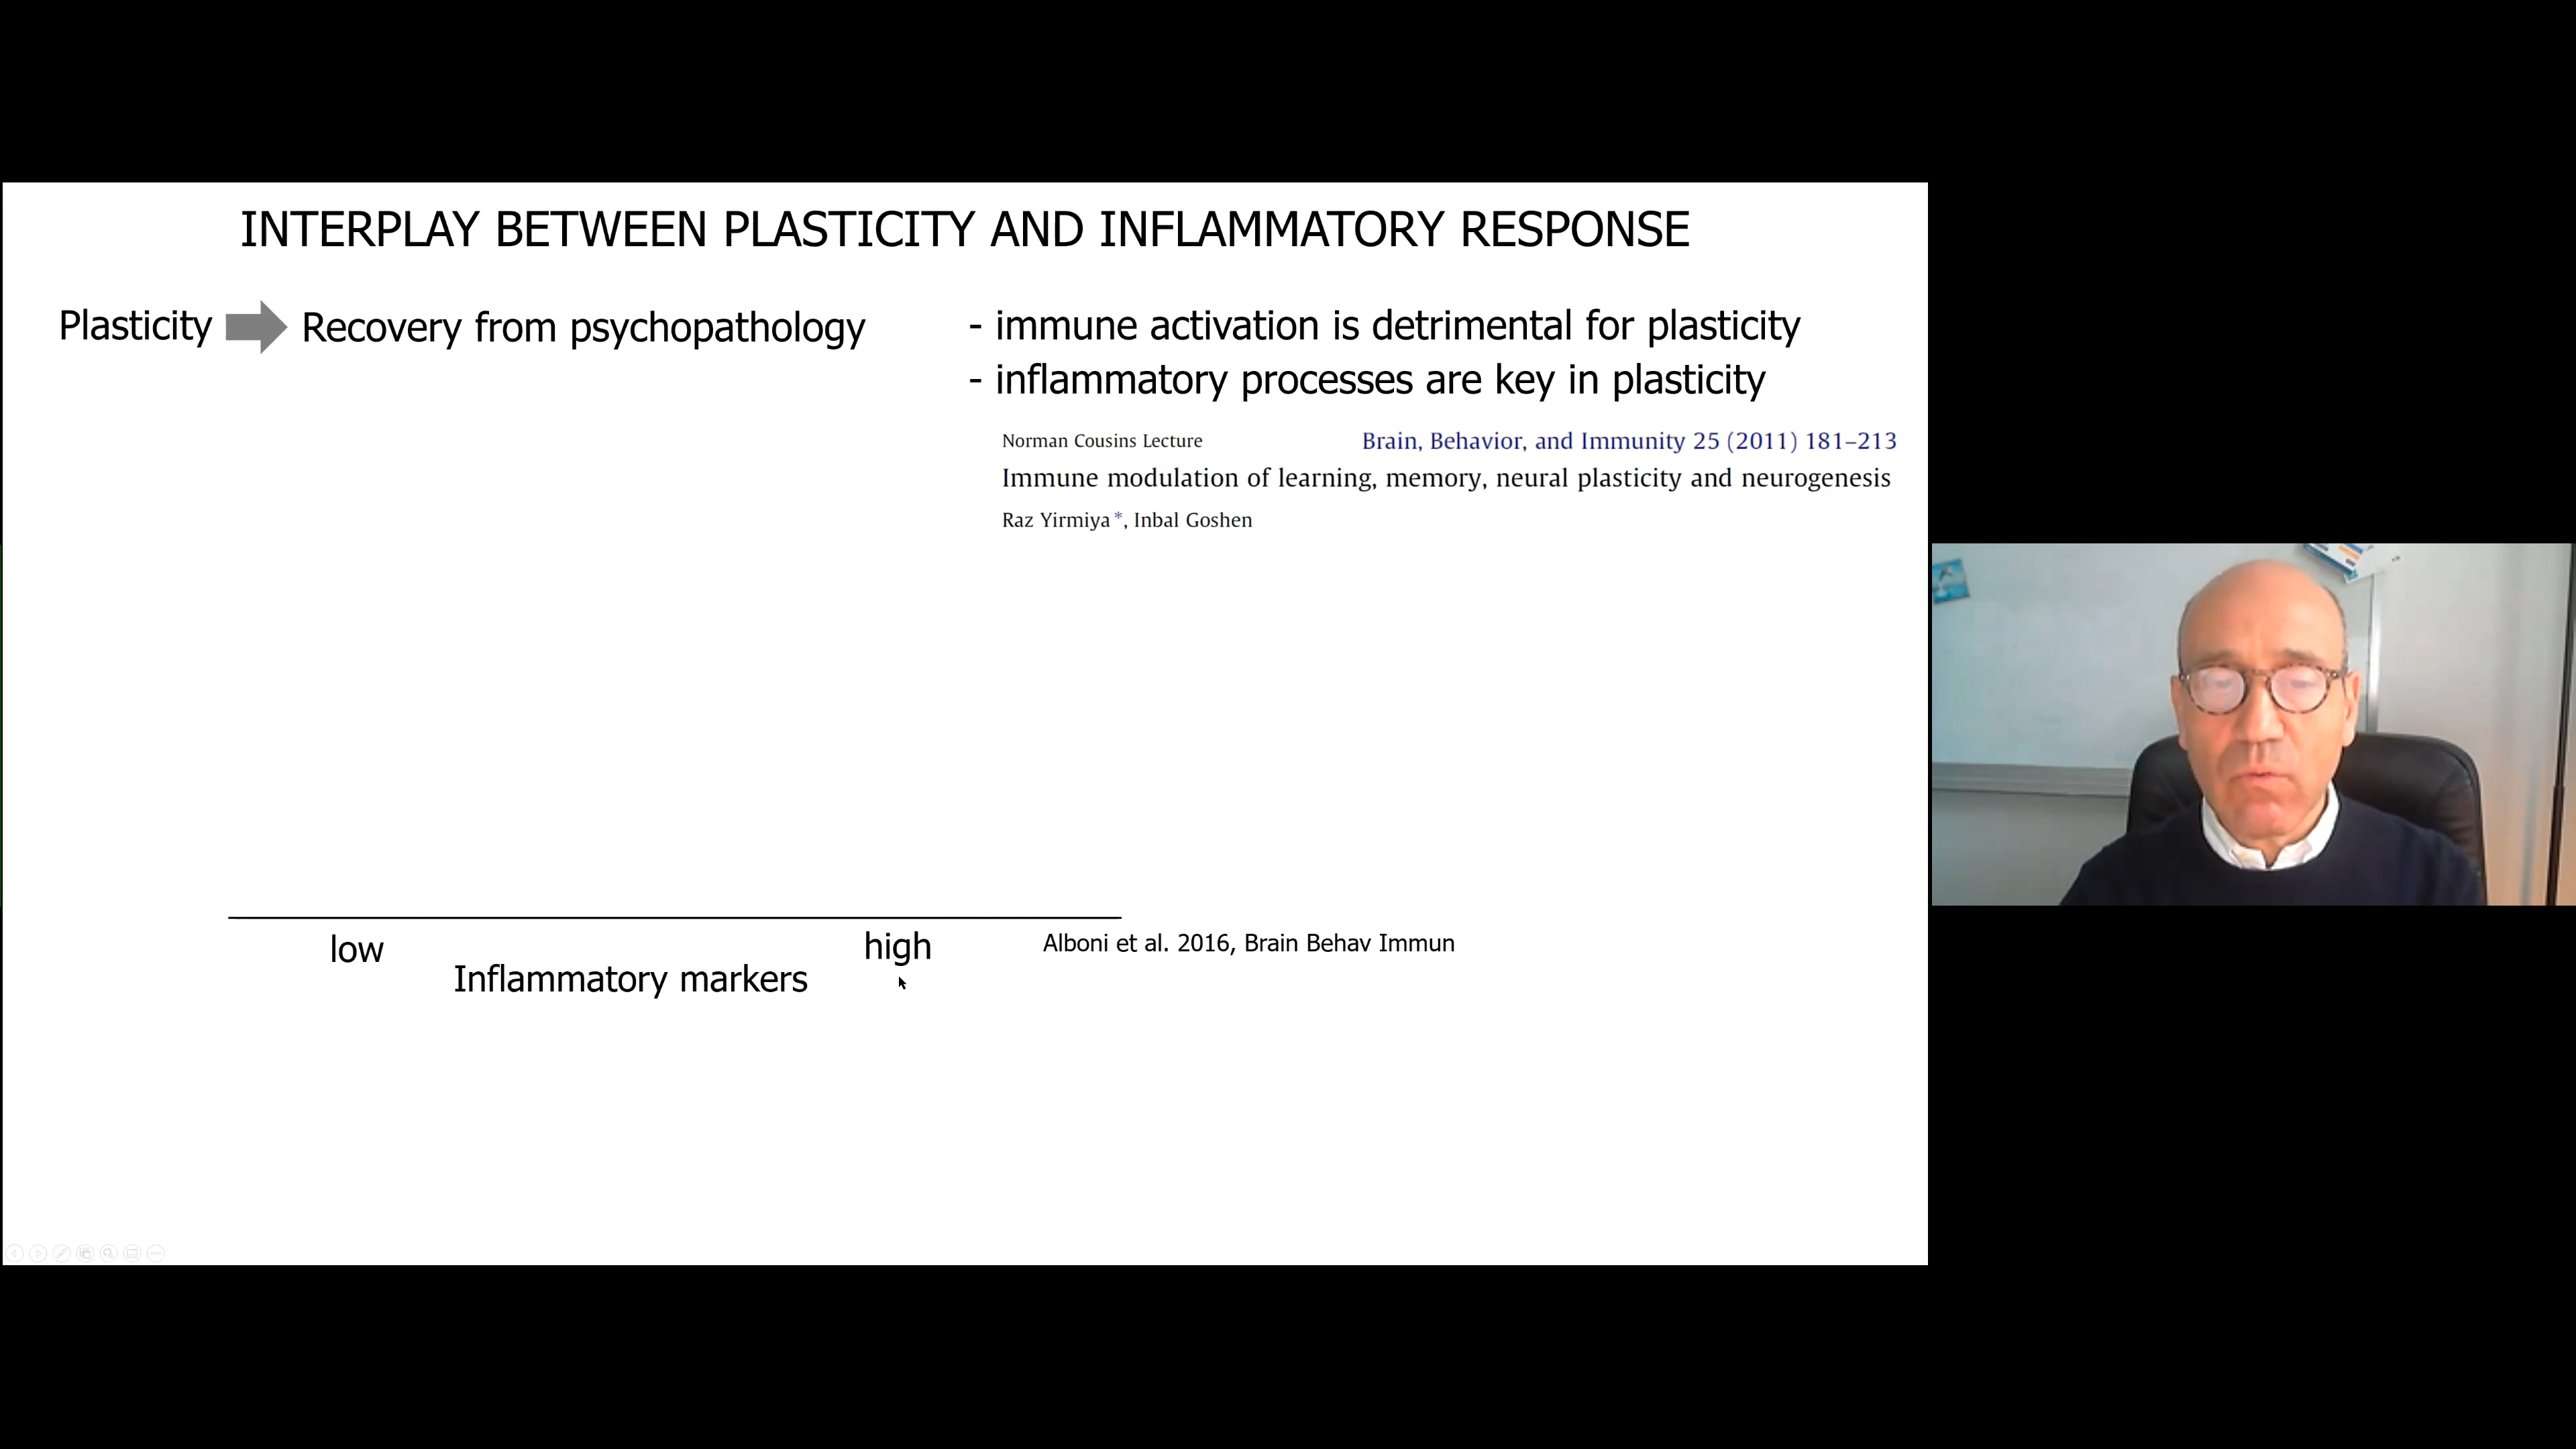 INTERPLAY BETWEEN PLASTICITY AND INFLAMMATORY RESPONSE
Plasticity Recovery from psychopathology
- immune activation is detrimental for plasticity
- inflammatory processes are key in plasticity
Norman Cousins Lecture Brain, Behavior, and Immunity 25 (2011) 181–213
Immune modulation of learning, memory, neural plasticity and neurogenesis
Raz Yirmiya *, Inbal Goshen
low high
Inflammatory markers
Alboni et al. 2016, Brain Behav Immun